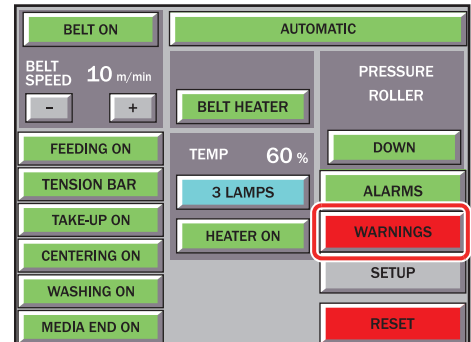 BELT ON
AUTOMATIC
BELT
SPEED 10 m/min
- +
BELT HEATER
PRESSURE
ROLLER
FEEDING ON
TEMP 60 %
DOWN
TENSION BAR
3 LAMPS
ALARMS
TAKE-UP ON
HEATER ON
WARNINGS
CENTERING ON
SETUP
WASHING ON
MEDIA END ON
RESET